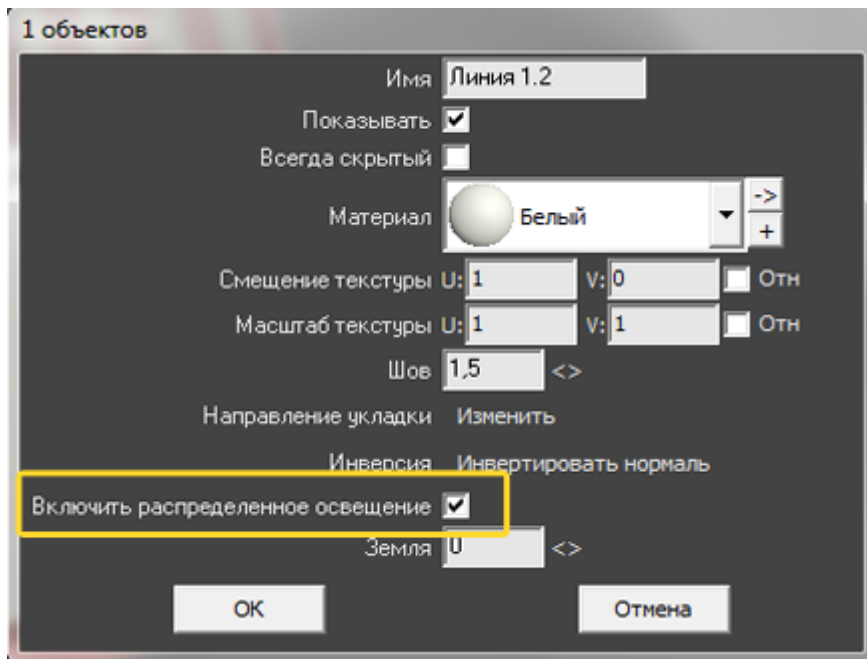 1 объектов
Имя Линия 1.2
Показывать
Всегда скрытый
Материал Белый ->
+
Смещение текстуры U: 1 V: 0 Отн
Масштаб текстуры U: 1 V: 1 Отн
Шов 1,5 <>
Направление укладки Изменить
Инверсия Инвертировать нормаль
Включить распределенное освещение
Земля 0 <>
OK Отмена